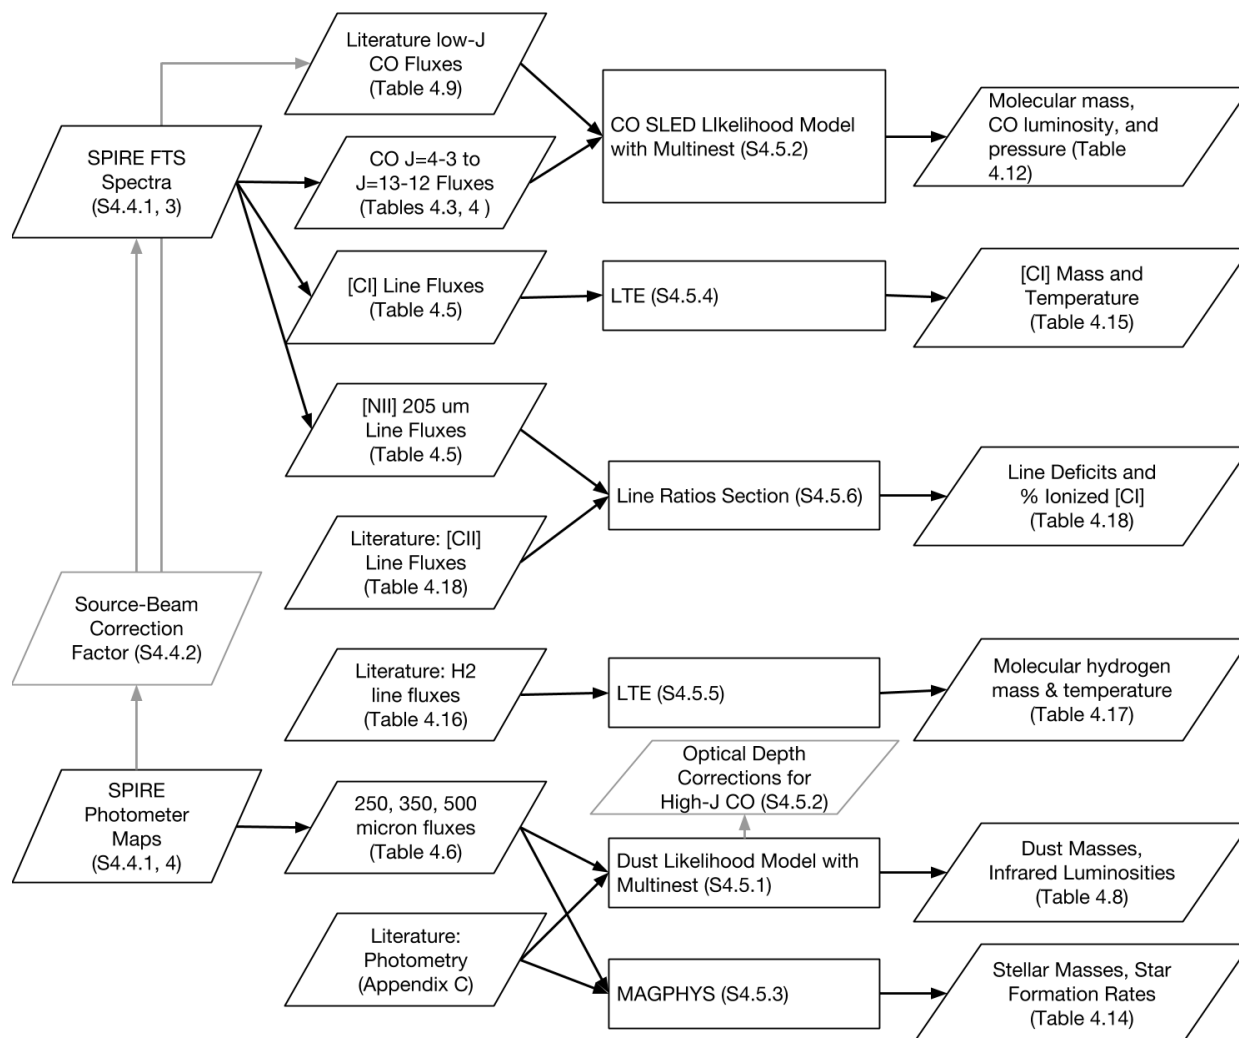 Literature low-J
CO Fluxes
(Table 4.9)
CO SLED LIkelihood Model
with Multinest (S4.5.2)
Molecular mass,
CO luminosity, and
pressure (Table
4.12)
SPIRE FTS
Spectra
(S4.4.1, 3)
CO J=4-3 to
J=13-12 Fluxes
(Tables 4.3, 4 )
[CI] Line Fluxes
(Table 4.5)
LTE (S4.5.4)
[CI] Mass and
Temperature
(Table 4.15)
[NII] 205 um
Line Fluxes
(Table 4.5)
Line Ratios Section (S4.5.6)
Line Deficits and
% Ionized [CI]
(Table 4.18)
Literature: [CII]
Line Fluxes
(Table 4.18)
Source-Beam
Correction
Factor (S4.4.2)
Literature: H2
line fluxes
(Table 4.16)
LTE (S4.5.5)
Molecular hydrogen
mass & temperature
(Table 4.17)
Optical Depth
Corrections for
High-J CO (S4.5.2)
SPIRE
Photometer
Maps
(S4.4.1, 4)
250, 350, 500
micron fluxes
(Table 4.6)
Dust Likelihood Model with
Multinest (S4.5.1)
Dust Masses,
Infrared Luminosities
(Table 4.8)
Literature:
Photometry
(Appendix C)
MAGPHYS (S4.5.3)
Stellar Masses, Star
Formation Rates
(Table 4.14)